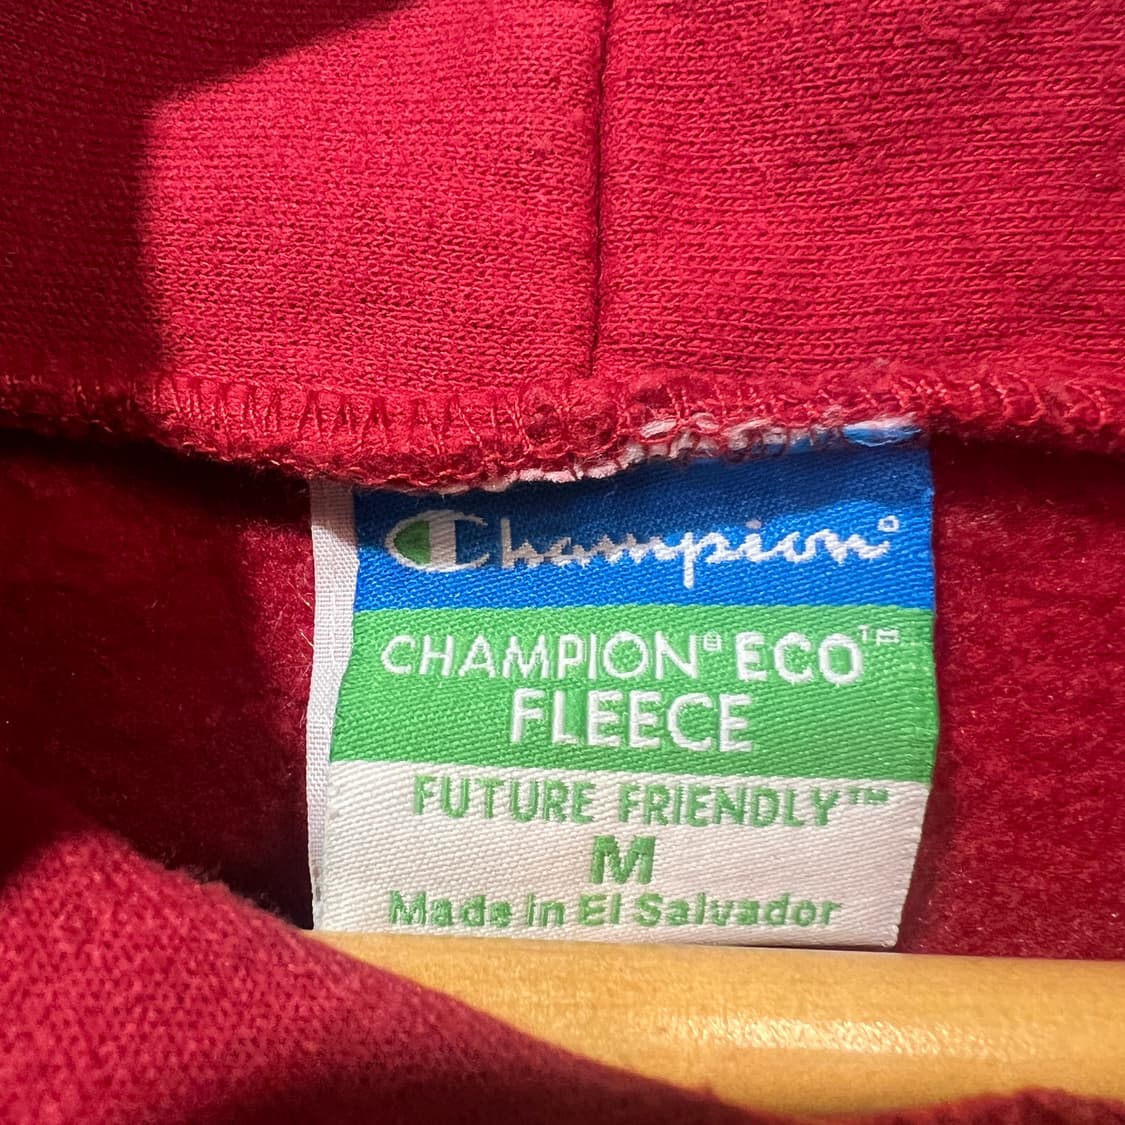 Champion®
CHAMPION® ECO™
FLEECE
FUTURE FRIENDLY™
M
Made in El Salvador